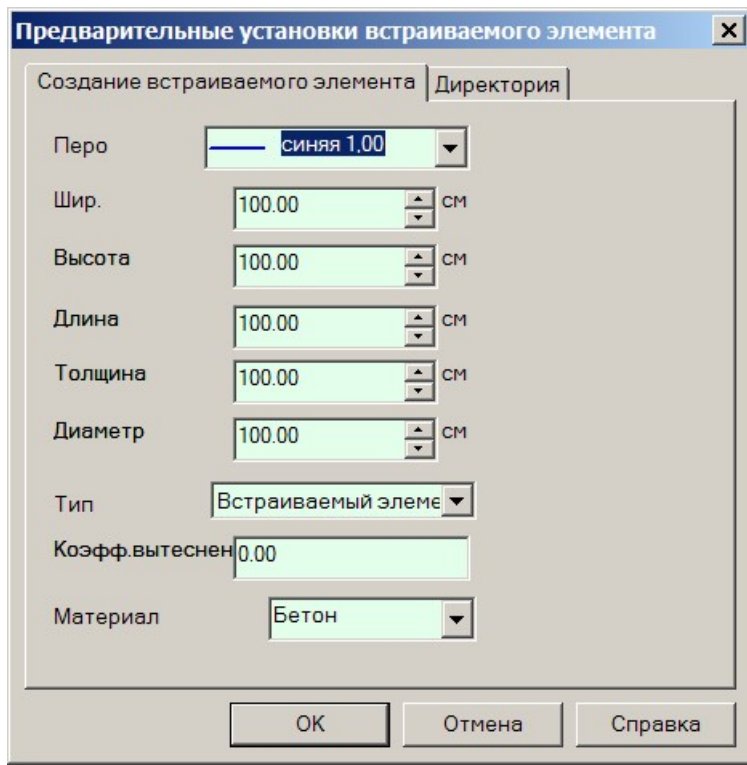 Предварительные установки встраиваемого элемента
Создание встраиваемого элемента Директория
Перо синяя 1,00
Шир. 100.00 см
Высота 100.00 см
Длина 100.00 см
Толщина 100.00 см
Диаметр 100.00 см
Тип Встраиваемый элеме
Коэфф.вытеснен 0.00
Материал Бетон
OK Отмена Справка